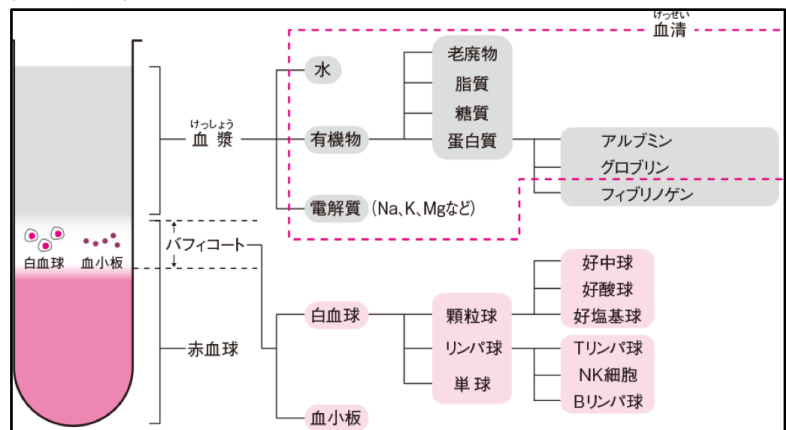 けっせい
血清
水
老廃物
脂質
糖質
蛋白質
けっしょう
血漿
有機物
アルブミン
グロブリン
フィブリノゲン
電解質 (Na、K、Mgなど)
バフィコート
白血球 血小板
赤血球
白血球
顆粒球
リンパ球
単球
好中球
好酸球
好塩基球
Tリンパ球
NK細胞
Bリンパ球
血小板